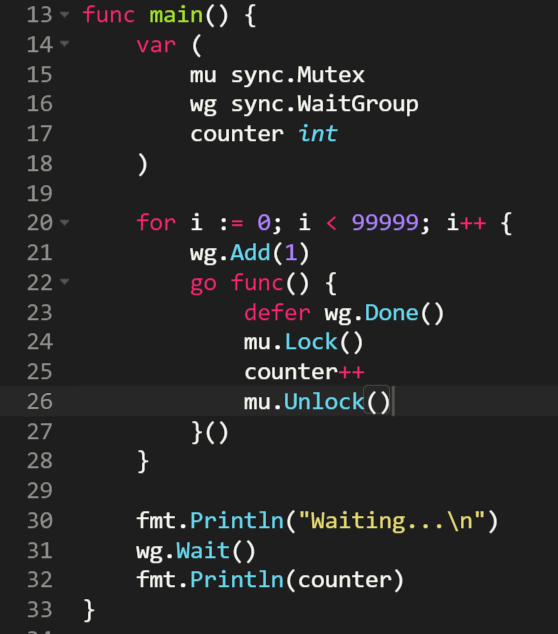 13 func main() {
14     var (
15         mu sync.Mutex
16         wg sync.WaitGroup
17         counter int
18     )
19
20     for i := 0; i < 99999; i++ {
21         wg.Add(1)
22         go func() {
23             defer wg.Done()
24             mu.Lock()
25             counter++
26             mu.Unlock()
27         }()
28     }
29
30     fmt.Println("Waiting...\n")
31     wg.Wait()
32     fmt.Println(counter)
33 }